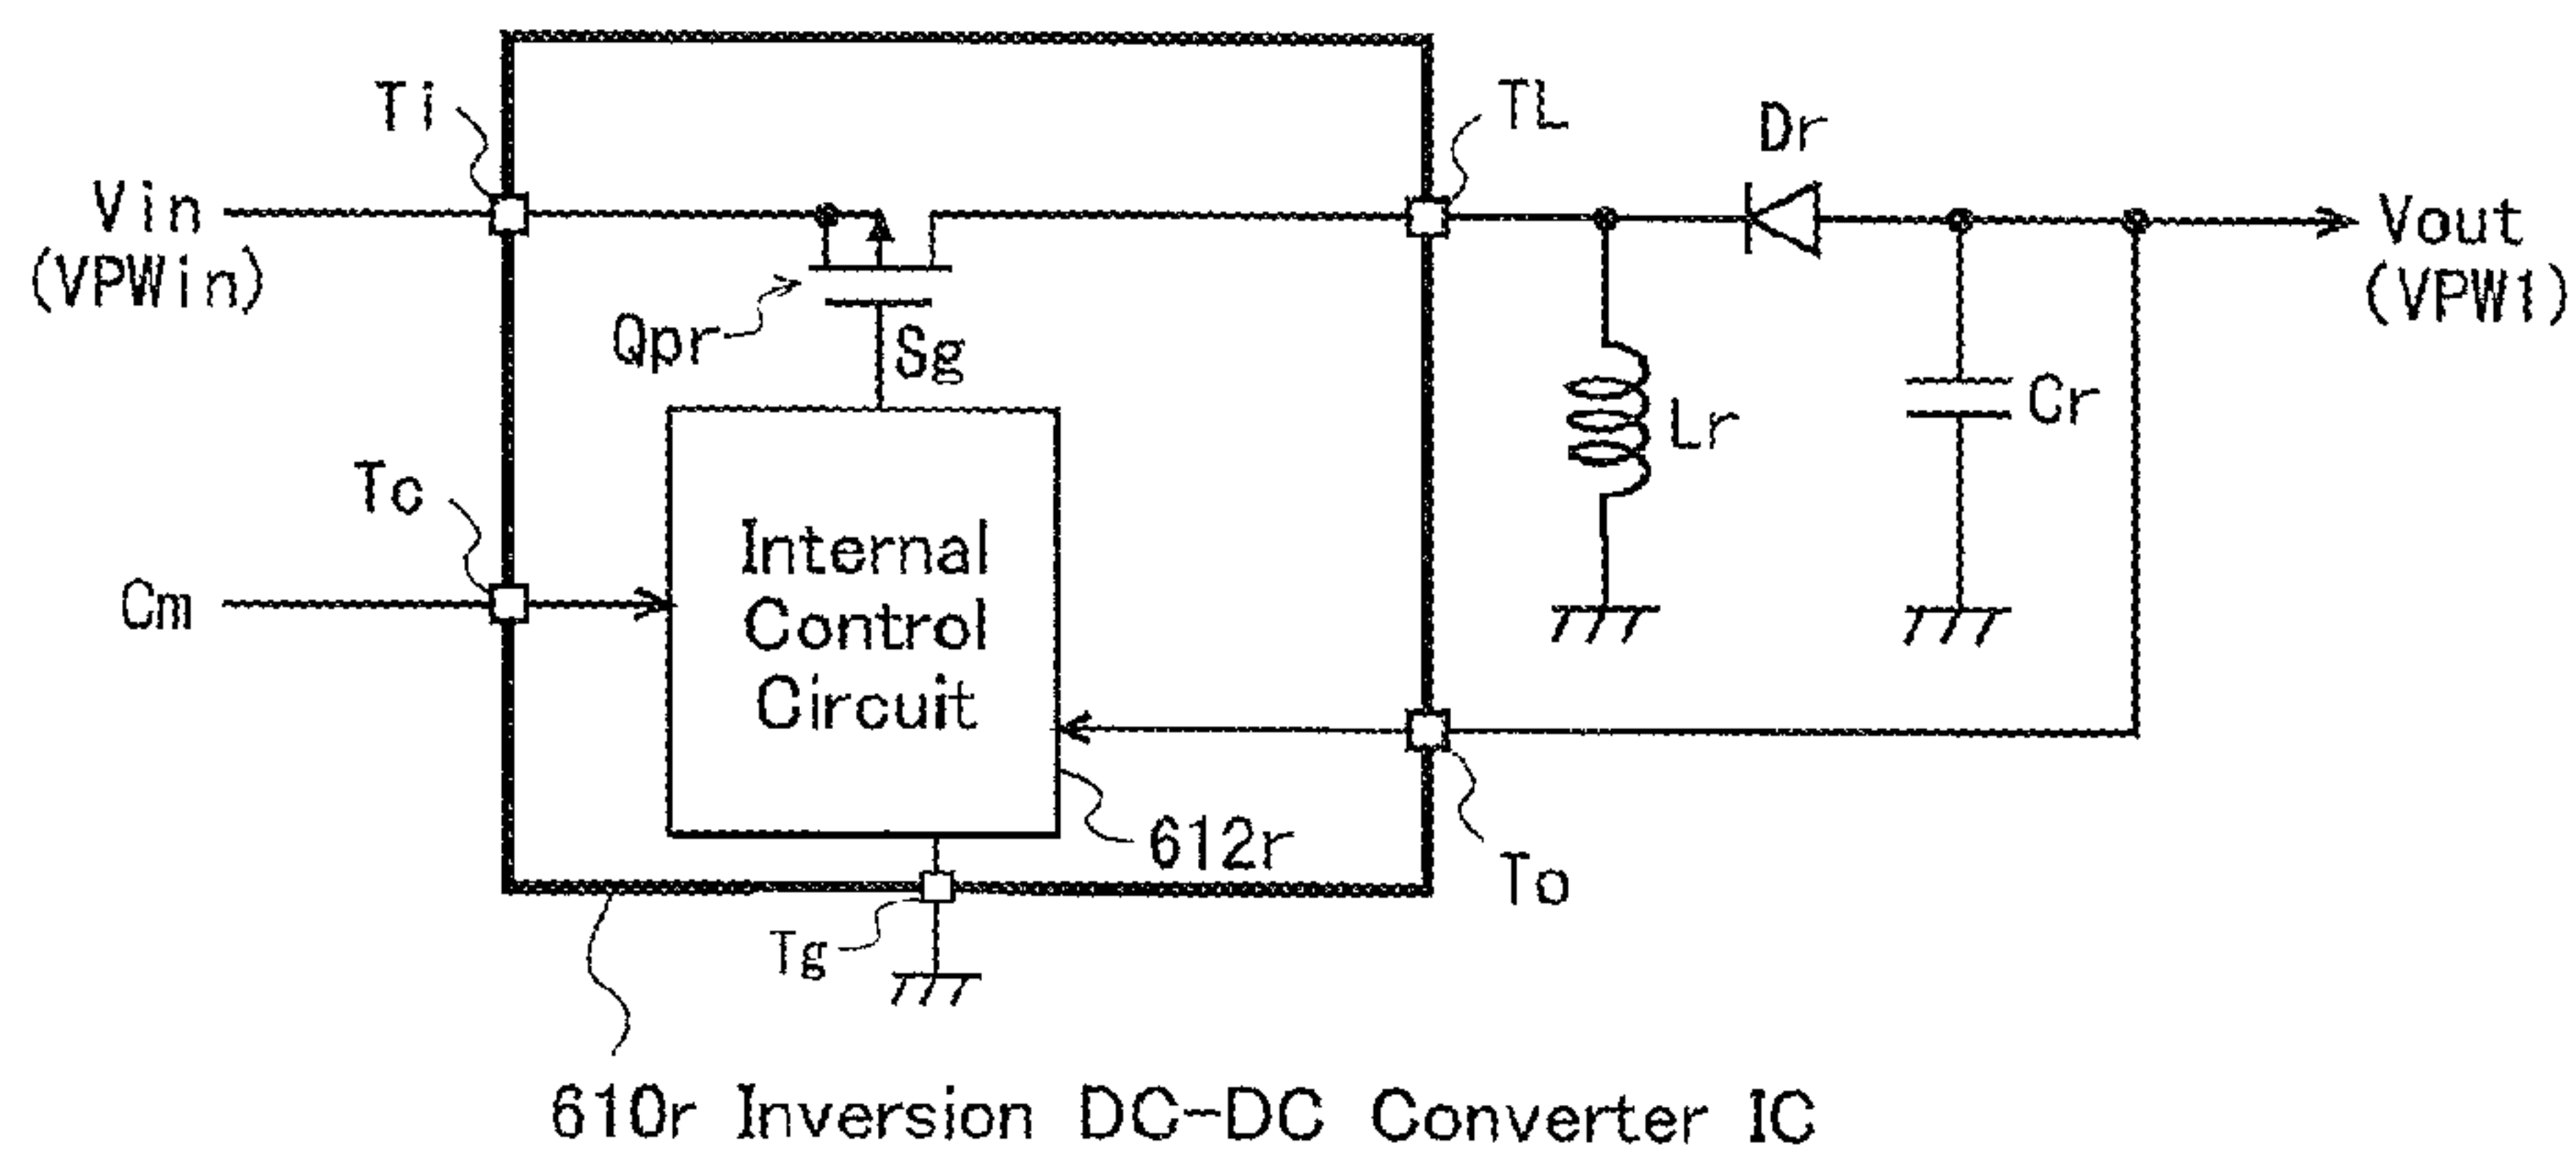 Ti
TL
Dr
Vin
(VPWin)
Vout
(VPW1)
Qpr
Sg
Cr
Lr
Tc
Cm
Internal
Control
Circuit
612r
To
Tg
610r Inversion DC-DC Converter IC